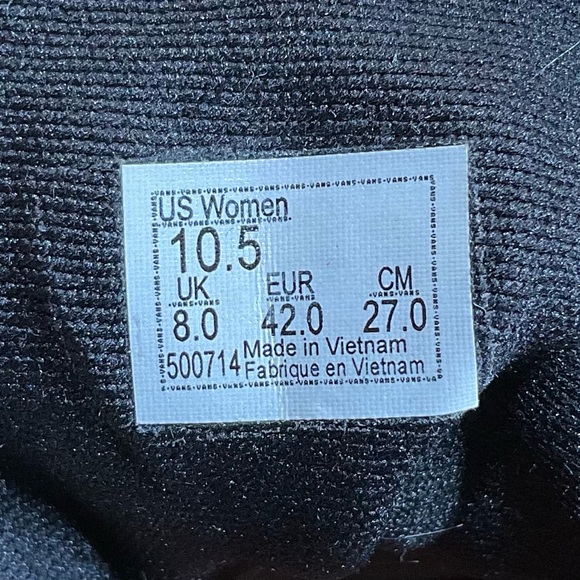 US Women
10.5
UK EUR CM
8.0 42.0 27.0
500714 Made in Vietnam
Fabrique en Vietnam